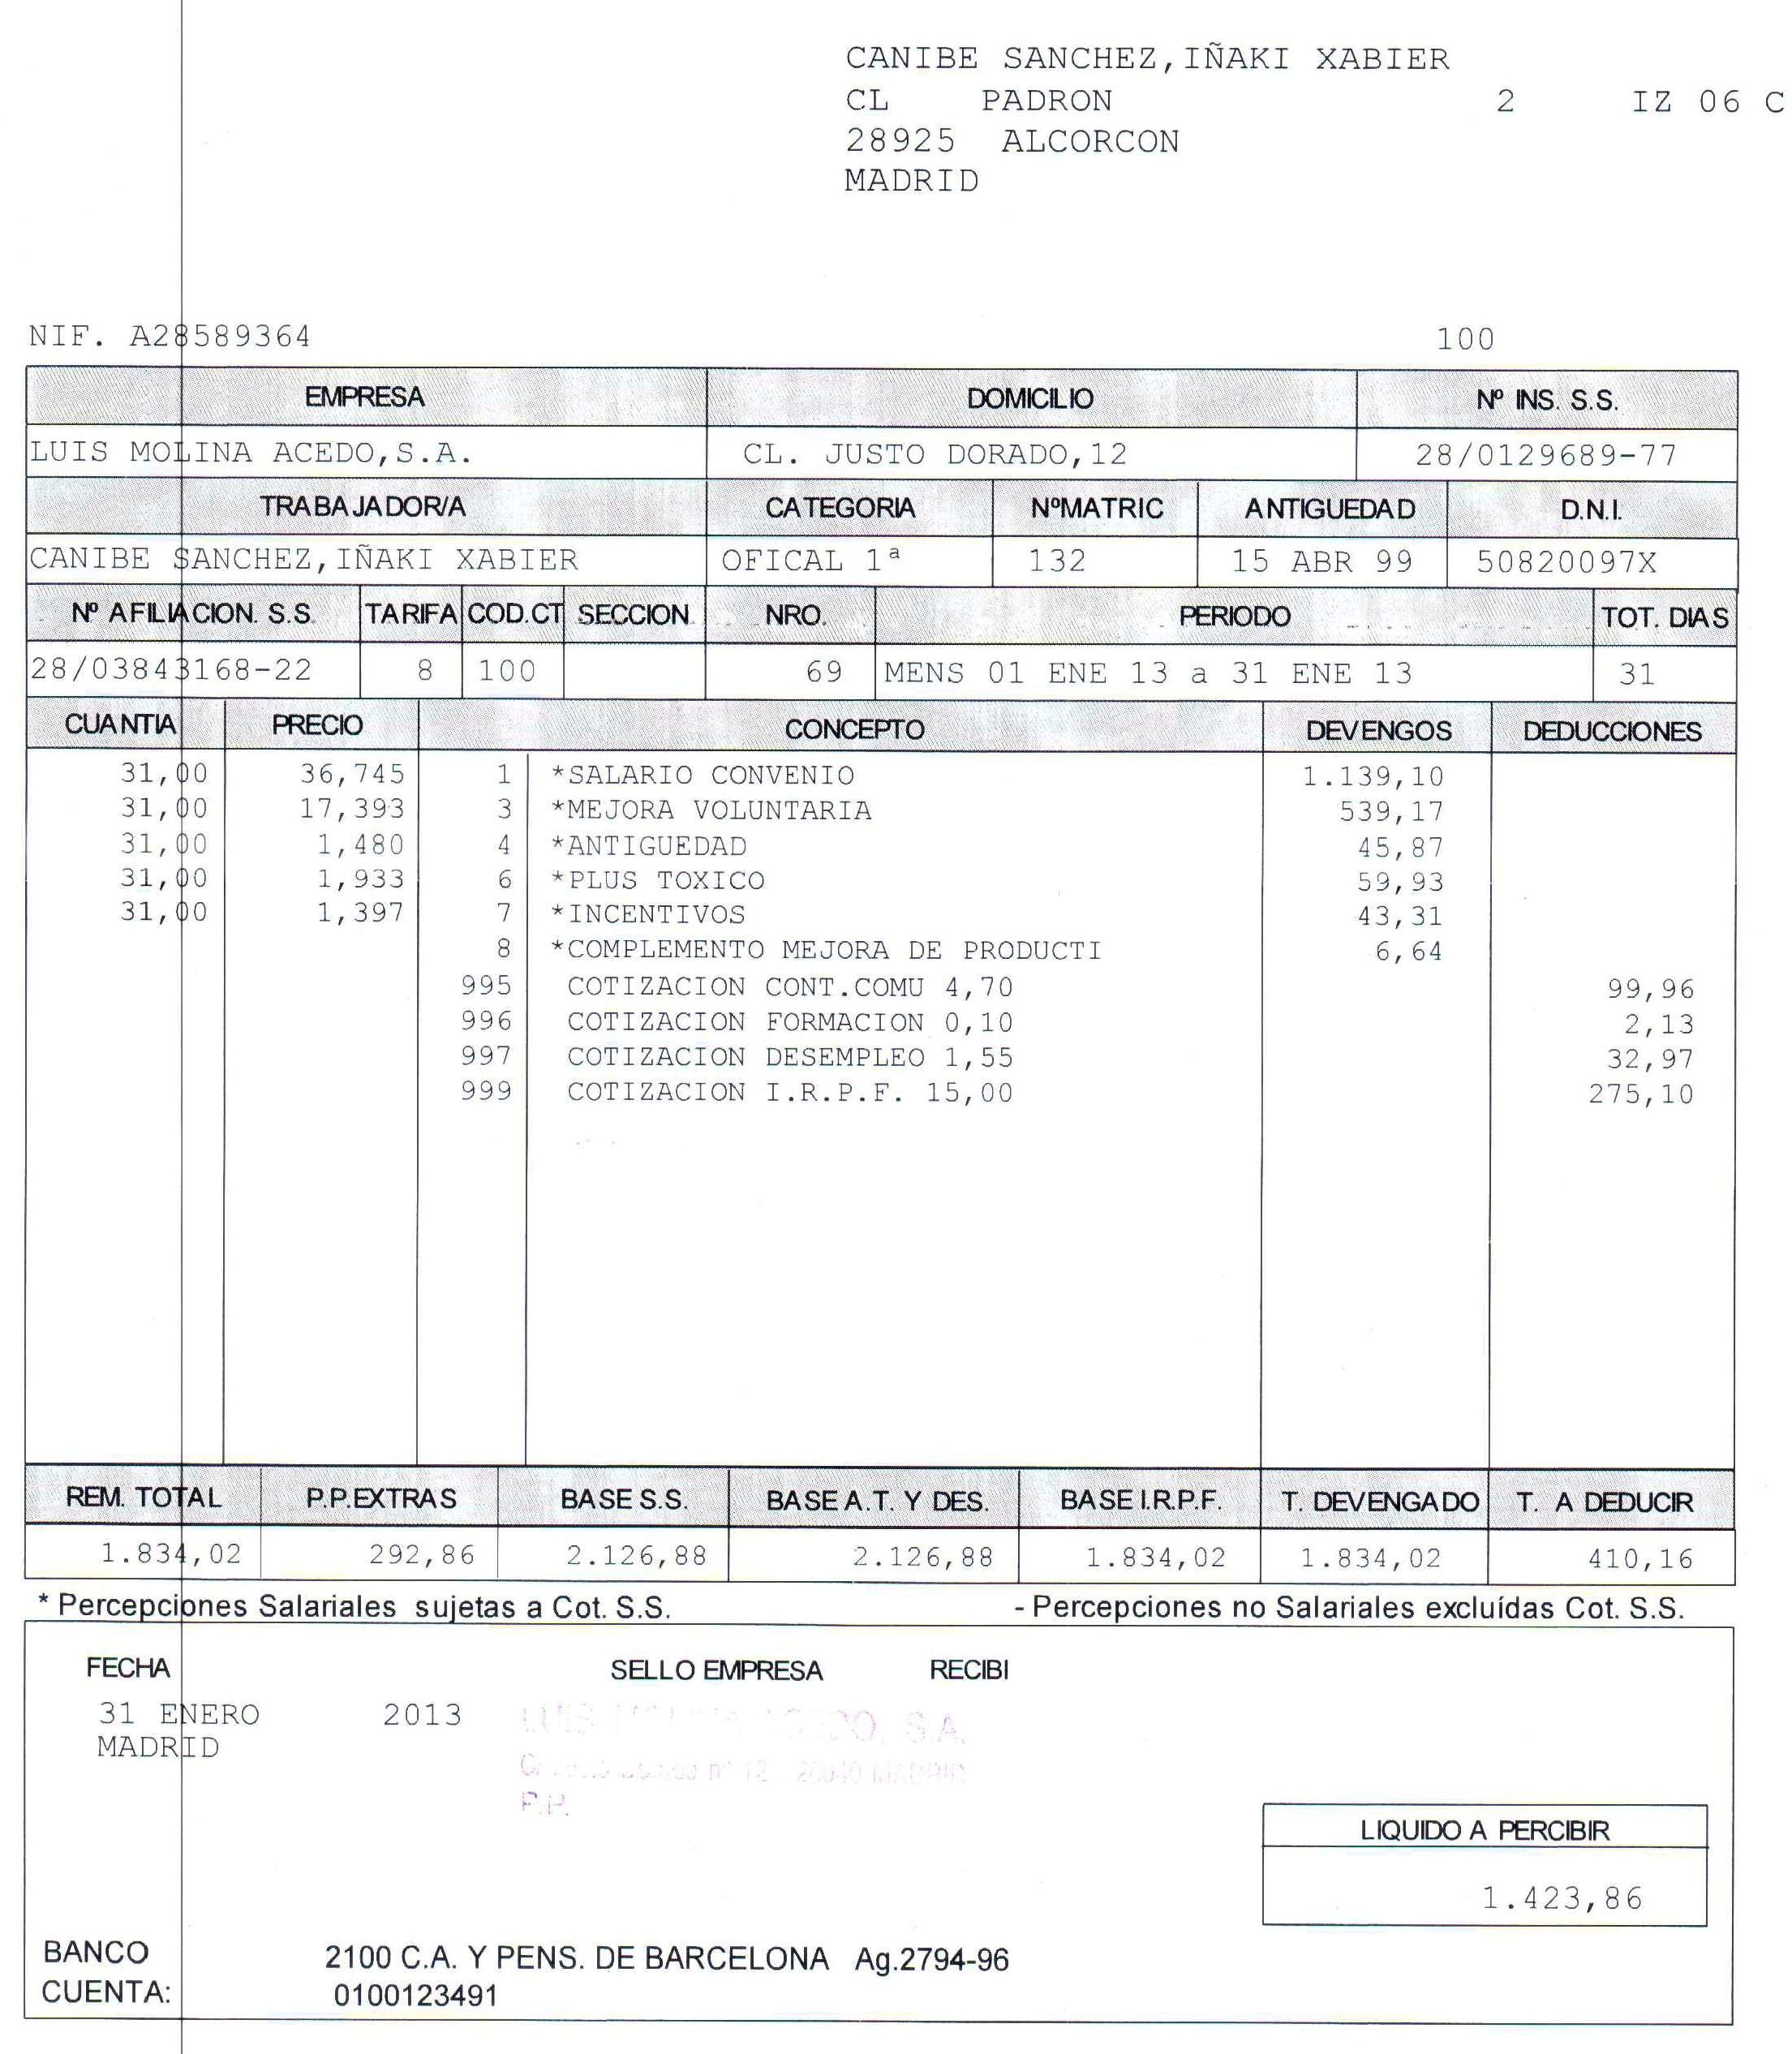 CANIBE SANCHEZ,IÑAKI XABIER
CL PADRON 2 IZ 06 C
28925 ALCORCON
MADRID
NIF. A28589364 100
EMPRESA DOMICILIO Nº INS. S.S.
LUIS MOLINA ACEDO,S.A. CL. JUSTO DORADO,12 28/0129689-77
TRABAJADOR/A CATEGORIA NºMATRIC ANTIGUEDAD D.N.I.
CANIBE SANCHEZ,IÑAKI XABIER OFICAL 1ª 132 15 ABR 99 50820097X
Nº AFILIACION. S.S. TARIFA COD.CT SECCION. NRO. PERIODO TOT. DIAS
28/03843168-22 8 100 69 MENS 01 ENE 13 a 31 ENE 13 31
CUANTIA PRECIO CONCEPTO DEVENGOS DEDUCCIONES
31,00 36,745 1 *SALARIO CONVENIO 1.139,10
31,00 17,393 3 *MEJORA VOLUNTARIA 539,17
31,00 1,480 4 *ANTIGUEDAD 45,87
31,00 1,933 6 *PLUS TOXICO 59,93
31,00 1,397 7 *INCENTIVOS 43,31
8 *COMPLEMENTO MEJORA DE PRODUCTI 6,64
995 COTIZACION CONT.COMU 4,70 99,96
996 COTIZACION FORMACION 0,10 2,13
997 COTIZACION DESEMPLEO 1,55 32,97
999 COTIZACION I.R.P.F. 15,00 275,10
REM. TOTAL P.P.EXTRAS BASE S.S. BASE A.T. Y DES. BASE I.R.P.F. T. DEVENGADO T. A DEDUCIR
1.834,02 292,86 2.126,88 2.126,88 1.834,02 1.834,02 410,16
* Percepciones Salariales sujetas a Cot. S.S. - Percepciones no Salariales excluídas Cot. S.S.
FECHA SELLO EMPRESA RECIBI
31 ENERO 2013
MADRID
LUIS S.A.
nº 12 28040 MADRID
P.P.
LIQUIDO A PERCIBIR
1.423,86
BANCO 2100 C.A. Y PENS. DE BARCELONA Ag.2794-96
CUENTA: 0100123491